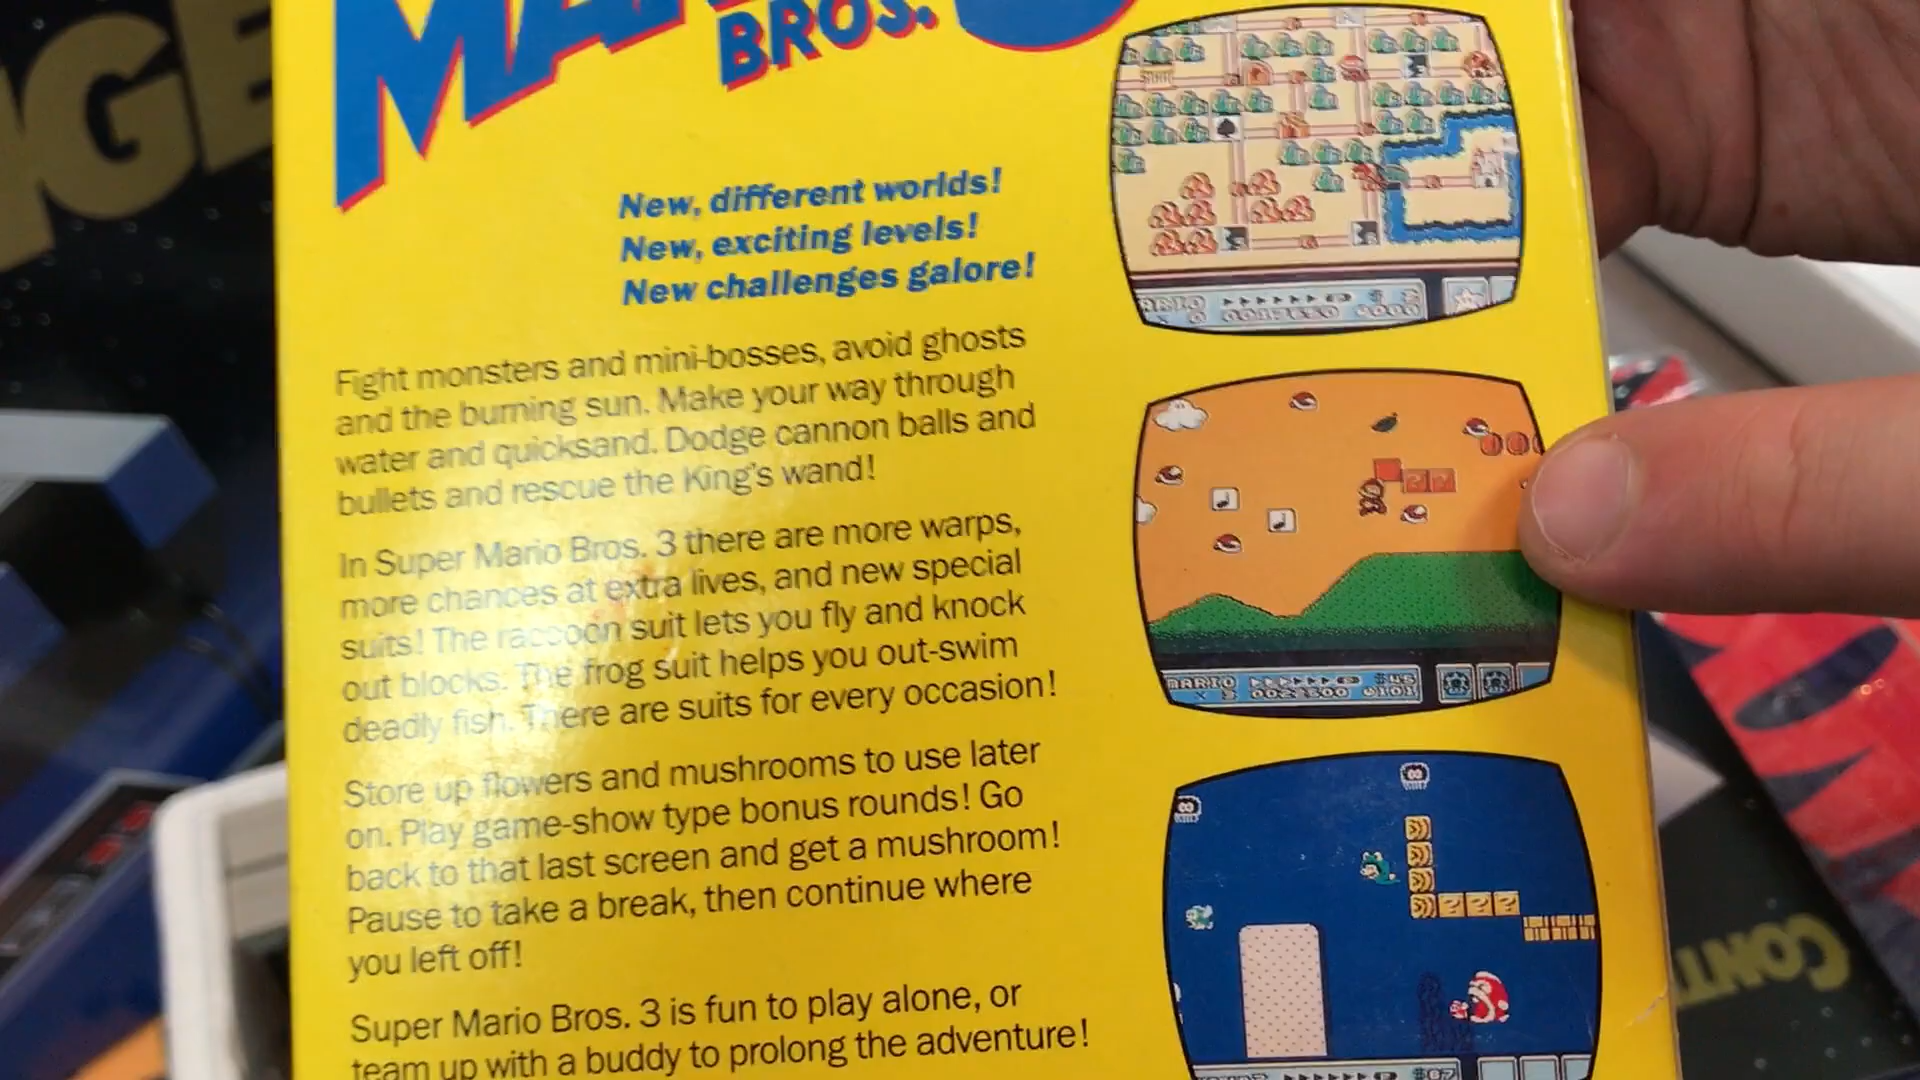 BROS.
New, different worlds!
New, exciting levels!
New challenges galore!
Fight monsters and mini-bosses, avoid ghosts
and the burning sun. Make your way through
water and quicksand. Dodge cannon balls and
bullets and rescue the King's wand!
In Super Mario Bros. 3 there are more warps,
more chances at extra lives, and new special
suits! The raccoon suit lets you fly and knock
out blocks. The frog suit helps you out-swim
deadly fish. There are suits for every occasion!
Store up flowers and mushrooms to use later
on. Play game-show type bonus rounds! Go
back to that last screen and get a mushroom!
Pause to take a break, then continue where
you left off!
Super Mario Bros. 3 is fun to play alone, or
team up with a buddy to prolong the adventure!
MARIO